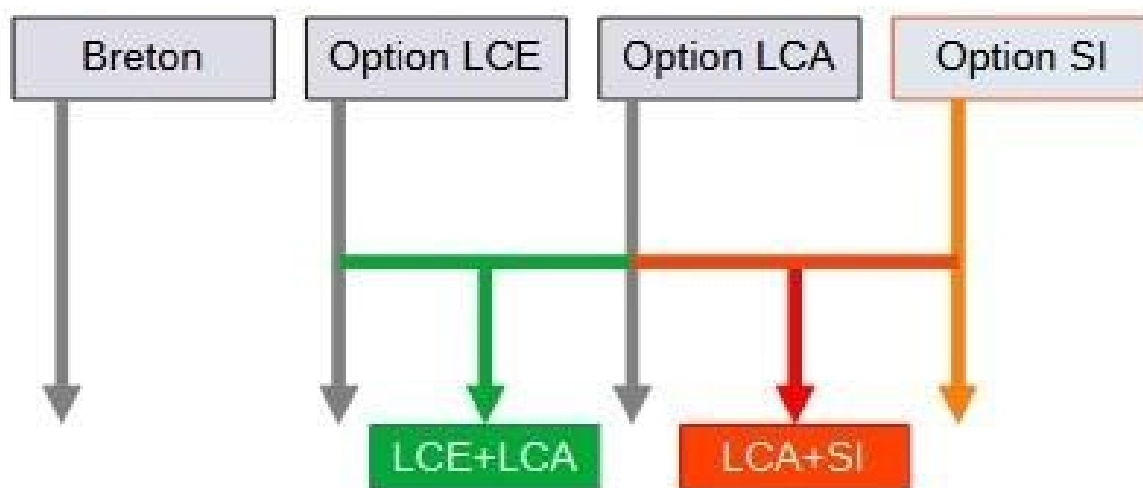 Breton
Option LCE
Option LCA
Option SI
LCE+LCA
LCA+SI